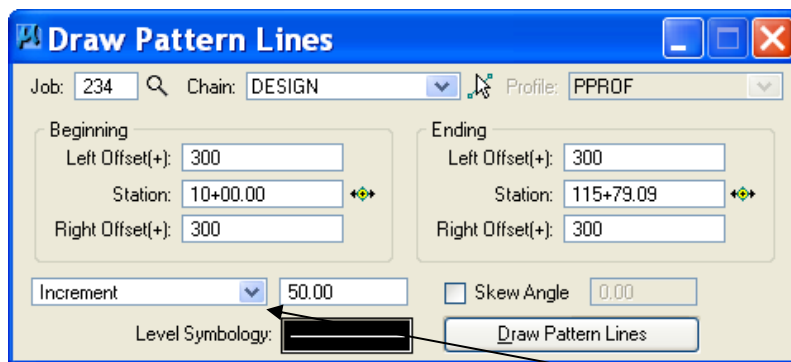 Draw Pattern Lines
Job: 234 Chain: DESIGN Profile: PPROF
Beginning Ending
Left Offset(+): 300 Left Offset(+): 300
Station: 10+00.00 Station: 115+79.09
Right Offset(+): 300 Right Offset(+): 300
Increment 50.00 Skew Angle 0.00
Level Symbology: Draw Pattern Lines